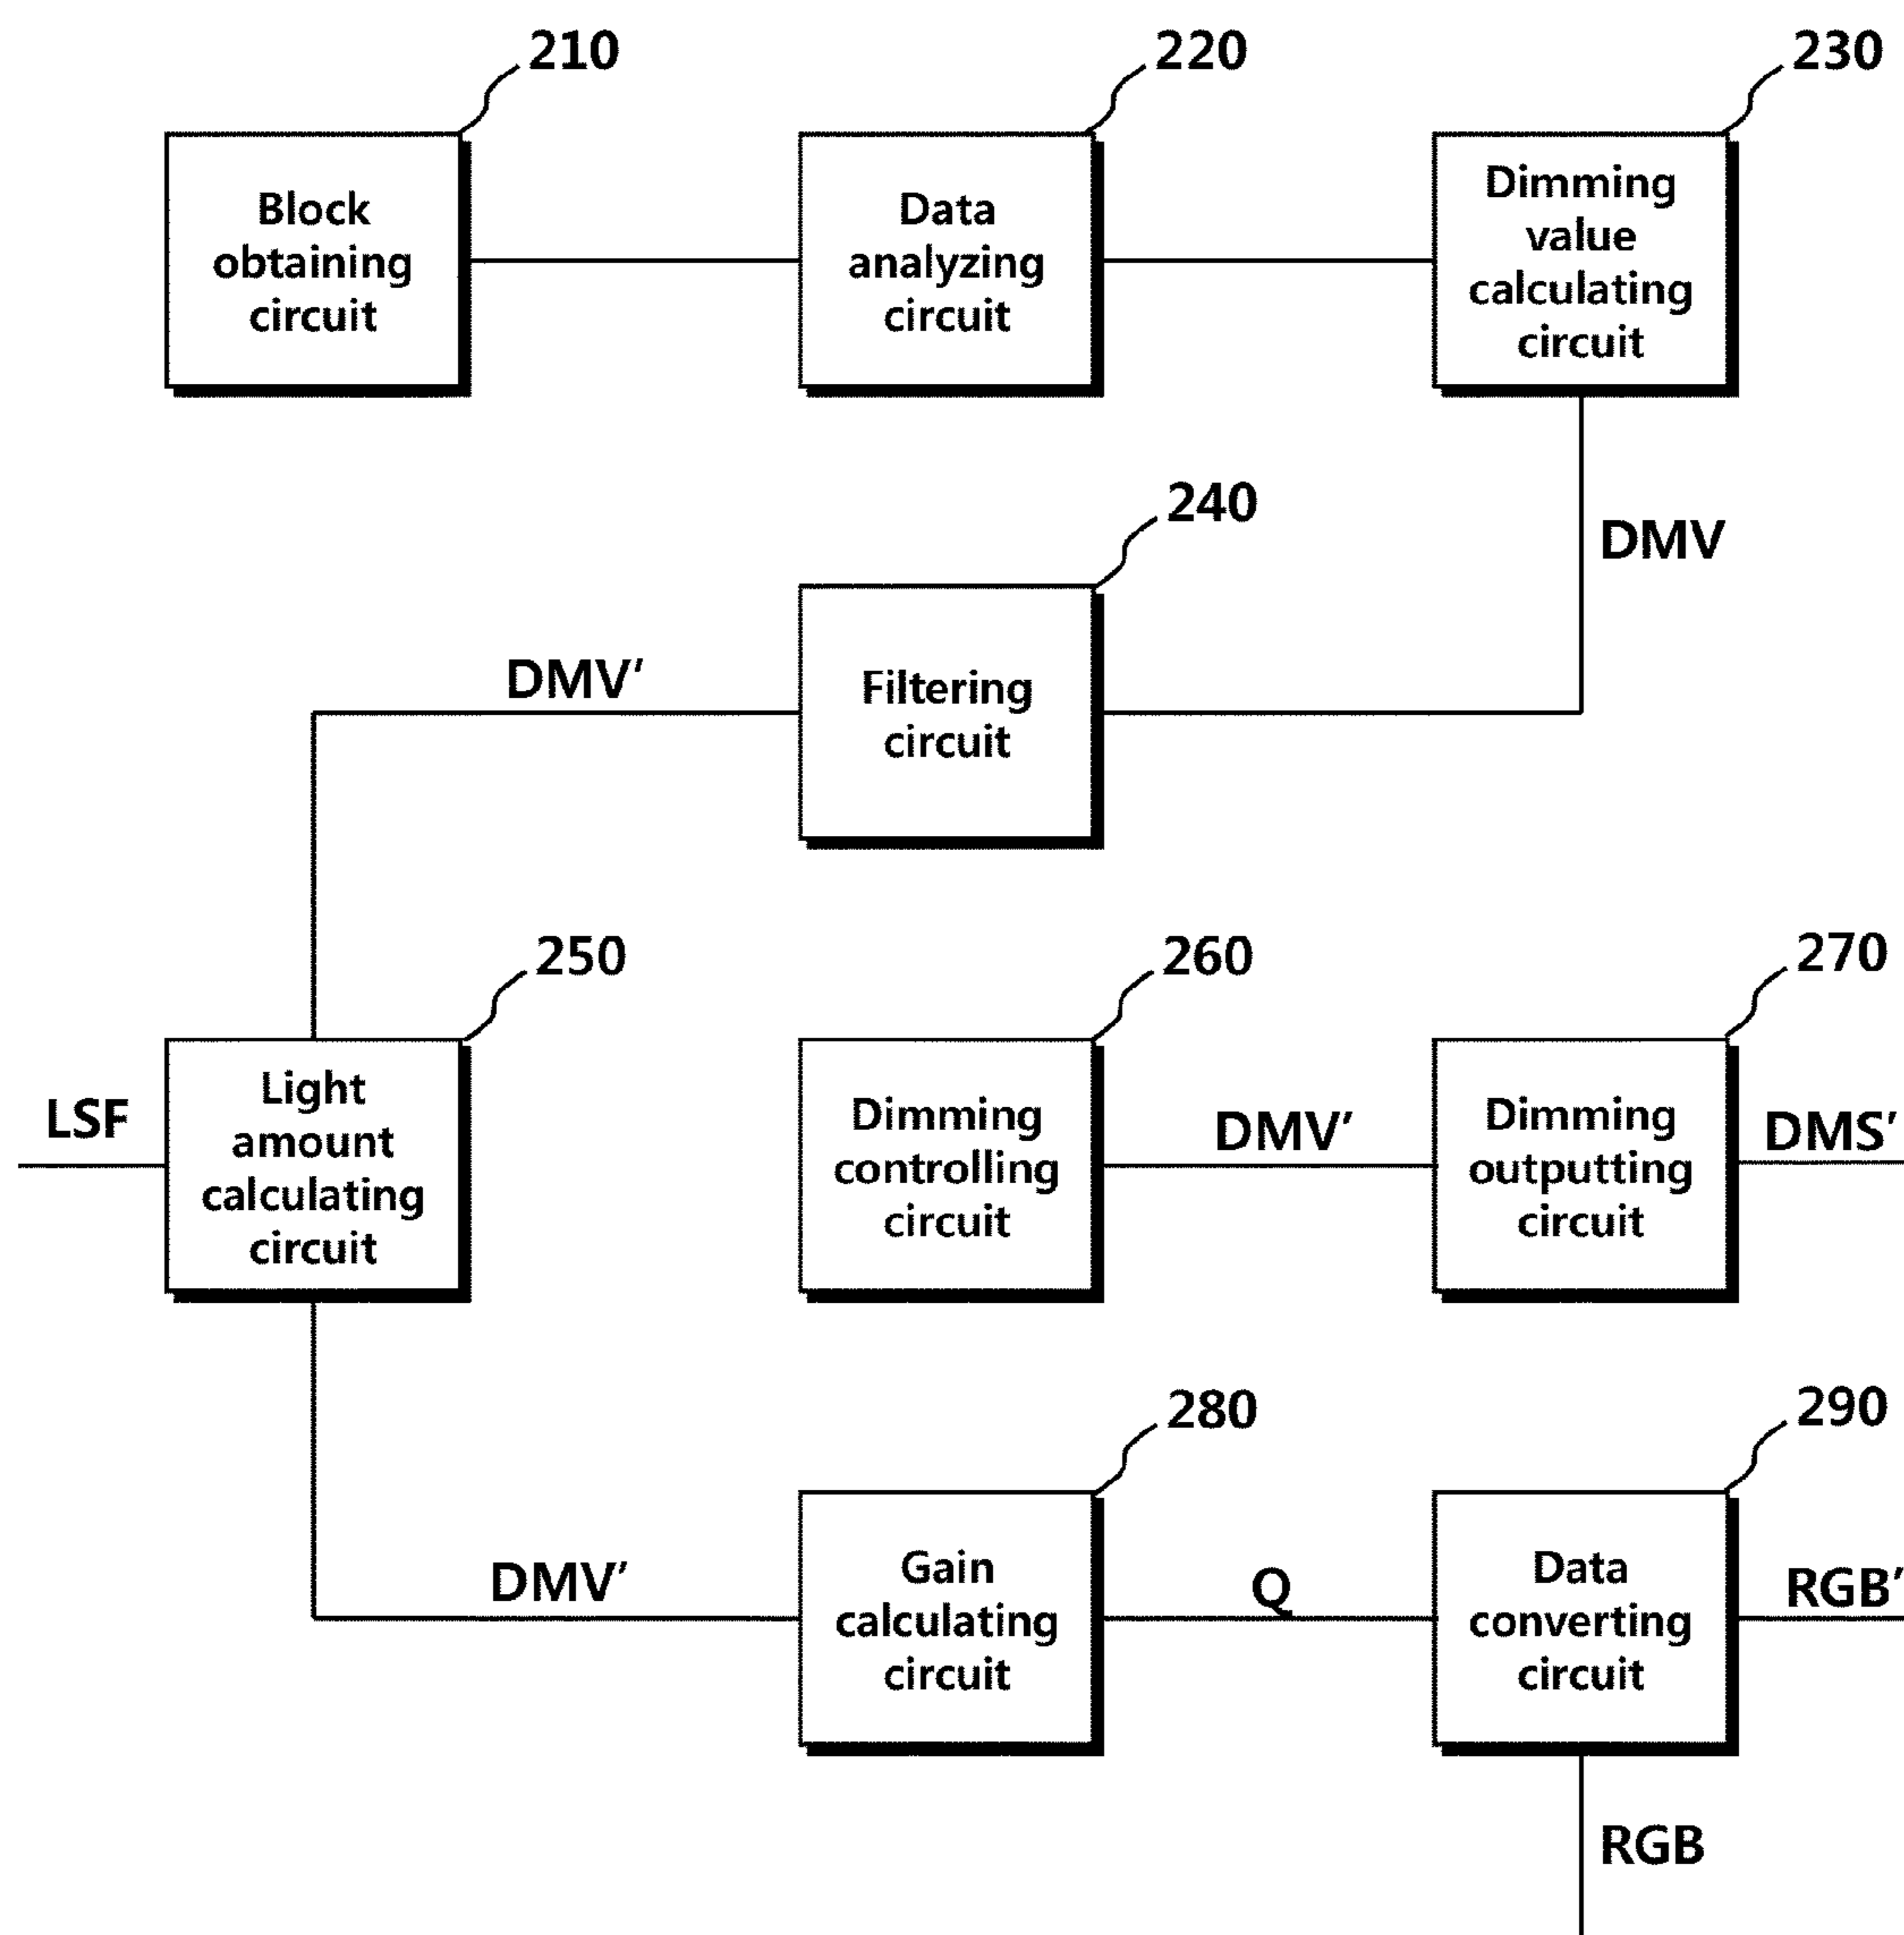 210
220
230
Block
obtaining
circuit
Data
analyzing
circuit
Dimming
value
calculating
circuit
DMV
240
Filtering
circuit
DMV'
250
260
270
LSF
Light
amount
calculating
circuit
Dimming
controlling
circuit
DMV'
Dimming
outputting
circuit
DMS'
280
290
DMV'
Gain
calculating
circuit
Q
Data
converting
circuit
RGB'
RGB